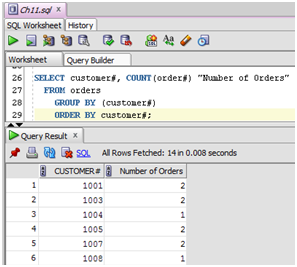 Ch11.sql x
SQL Worksheet History
Worksheet Query Builder
26 SELECT customer#, COUNT(order#) "Number of Orders"
27 FROM orders
28 GROUP BY (customer#)
29 ORDER BY customer#;
Query Result x
SQL | All Rows Fetched: 14 in 0.008 seconds
CUSTOMER# Number of Orders
1 1001 2
2 1003 2
3 1004 1
4 1005 2
5 1007 2
6 1008 1